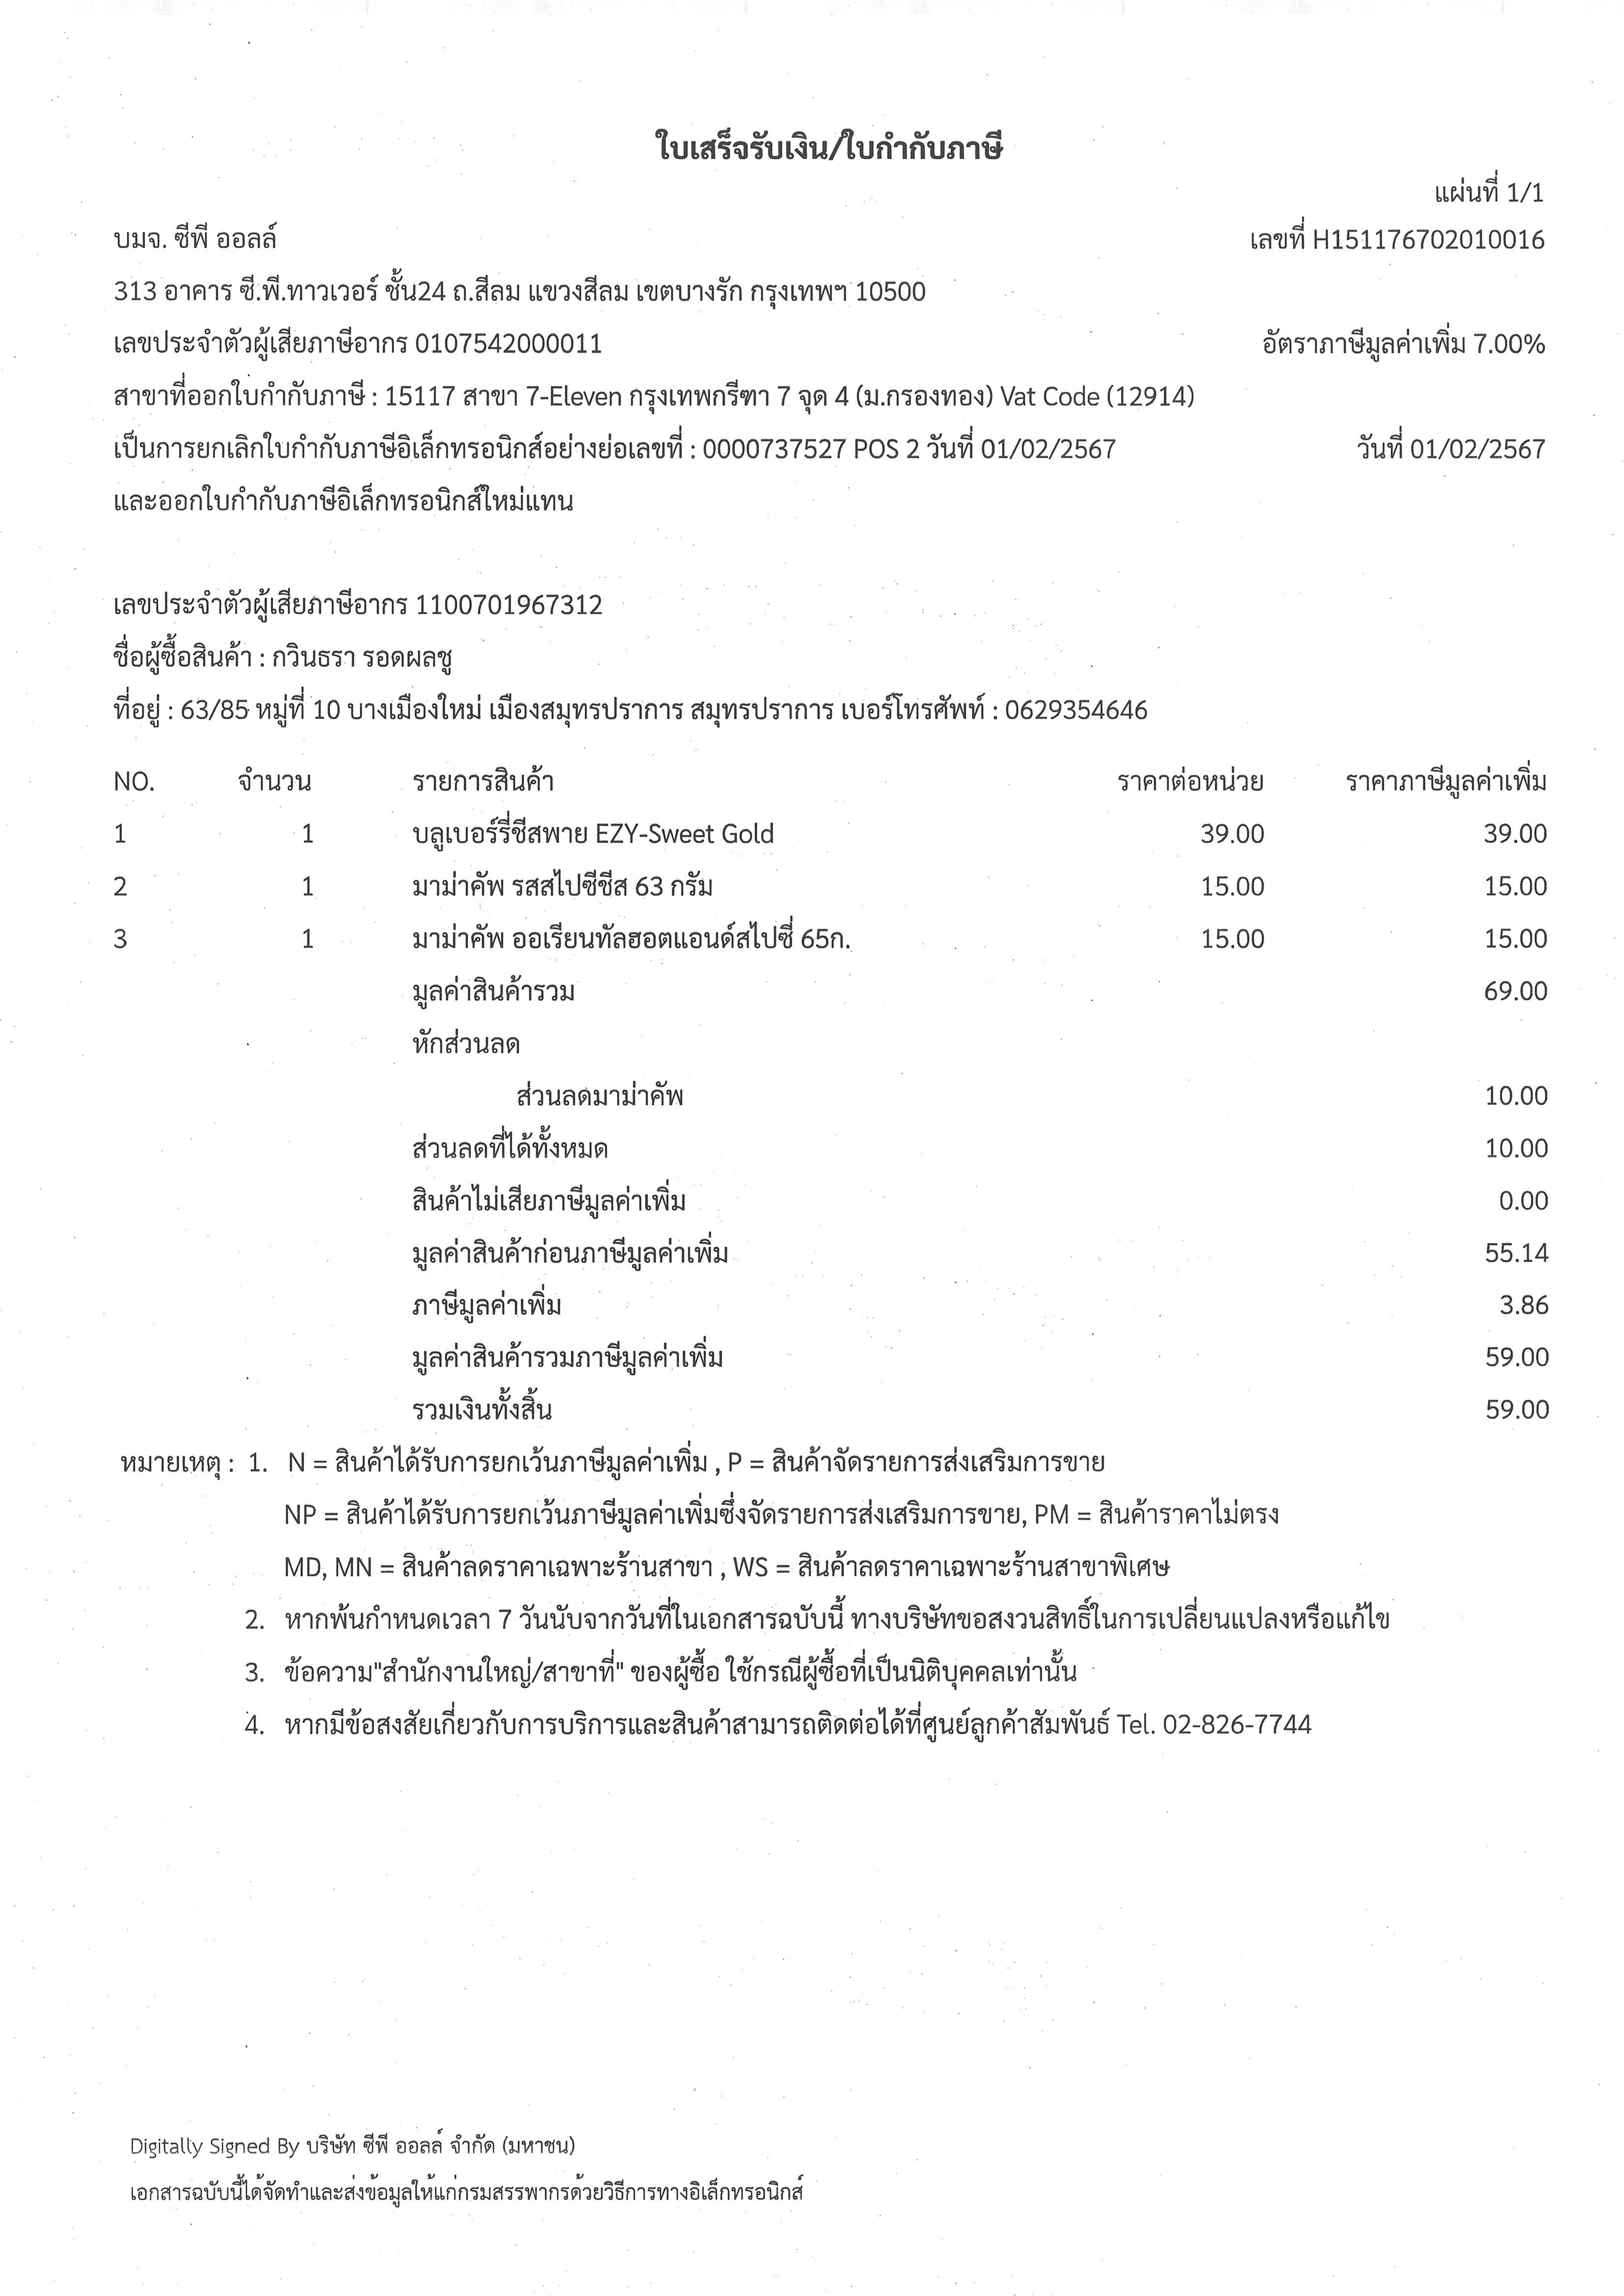 ใบเสร็จรับเงิน/ใบกำกับภาษี
แผ่นที่ 1/1
บมจ. ซีพี ออลล์ เลขที่ H151176702010016
313 อาคาร ซี.พี.ทาวเวอร์ ชั้น24 ถ.สีลม แขวงสีลม เขตบางรัก กรุงเทพฯ 10500
เลขประจำตัวผู้เสียภาษีอากร 0107542000011 อัตราภาษีมูลค่าเพิ่ม 7.00%
สาขาที่ออกใบกำกับภาษี : 15117 สาขา 7-Eleven กรุงเทพกรีฑา 7 จุด 4 (ม.กรองทอง) Vat Code (12914)
เป็นการยกเลิกใบกำกับภาษีอิเล็กทรอนิกส์อย่างย่อเลขที่ : 0000737527 POS 2 วันที่ 01/02/2567 วันที่ 01/02/2567
และออกใบกำกับภาษีอิเล็กทรอนิกส์ใหม่แทน
เลขประจำตัวผู้เสียภาษีอากร 1100701967312
ชื่อผู้ซื้อสินค้า : กวินธรา รอดผลชู
ที่อยู่ : 63/85 หมู่ที่ 10 บางเมืองใหม่ เมืองสมุทรปราการ สมุทรปราการ เบอร์โทรศัพท์ : 0629354646
NO. จำนวน รายการสินค้า ราคาต่อหน่วย ราคาภาษีมูลค่าเพิ่ม
1 1 บลูเบอร์รี่ชีสพาย EZY-Sweet Gold 39.00 39.00
2 1 มาม่าคัพ รสสไปซีชีส 63 กรัม 15.00 15.00
3 1 มาม่าคัพ ออเรียนทัลฮอตแอนด์สไปซี่ 65ก. 15.00 15.00
มูลค่าสินค้ารวม 69.00
หักส่วนลด
ส่วนลดมาม่าคัพ 10.00
ส่วนลดที่ได้ทั้งหมด 10.00
สินค้าไม่เสียภาษีมูลค่าเพิ่ม 0.00
มูลค่าสินค้าก่อนภาษีมูลค่าเพิ่ม 55.14
ภาษีมูลค่าเพิ่ม 3.86
มูลค่าสินค้ารวมภาษีมูลค่าเพิ่ม 59.00
รวมเงินทั้งสิ้น 59.00
หมายเหตุ : 1. N = สินค้าได้รับการยกเว้นภาษีมูลค่าเพิ่ม , P = สินค้าจัดรายการส่งเสริมการขาย
NP = สินค้าได้รับการยกเว้นภาษีมูลค่าเพิ่มซึ่งจัดรายการส่งเสริมการขาย, PM = สินค้าราคาไม่ตรง
MD, MN = สินค้าลดราคาเฉพาะร้านสาขา , WS = สินค้าลดราคาเฉพาะร้านสาขาพิเศษ
2. หากพ้นกำหนดเวลา 7 วันนับจากวันที่ในเอกสารฉบับนี้ ทางบริษัทขอสงวนสิทธิ์ในการเปลี่ยนแปลงหรือแก้ไข
3. ข้อความ"สำนักงานใหญ่/สาขาที่" ของผู้ซื้อ ใช้กรณีผู้ซื้อที่เป็นนิติบุคคลเท่านั้น
4. หากมีข้อสงสัยเกี่ยวกับการบริการและสินค้าสามารถติดต่อได้ที่ศูนย์ลูกค้าสัมพันธ์ Tel. 02-826-7744
Digitally Signed By บริษัท ซีพี ออลล์ จำกัด (มหาชน)
เอกสารฉบับนี้ได้จัดทำและส่งข้อมูลให้แก่กรมสรรพากรด้วยวิธีการทางอิเล็กทรอนิกส์